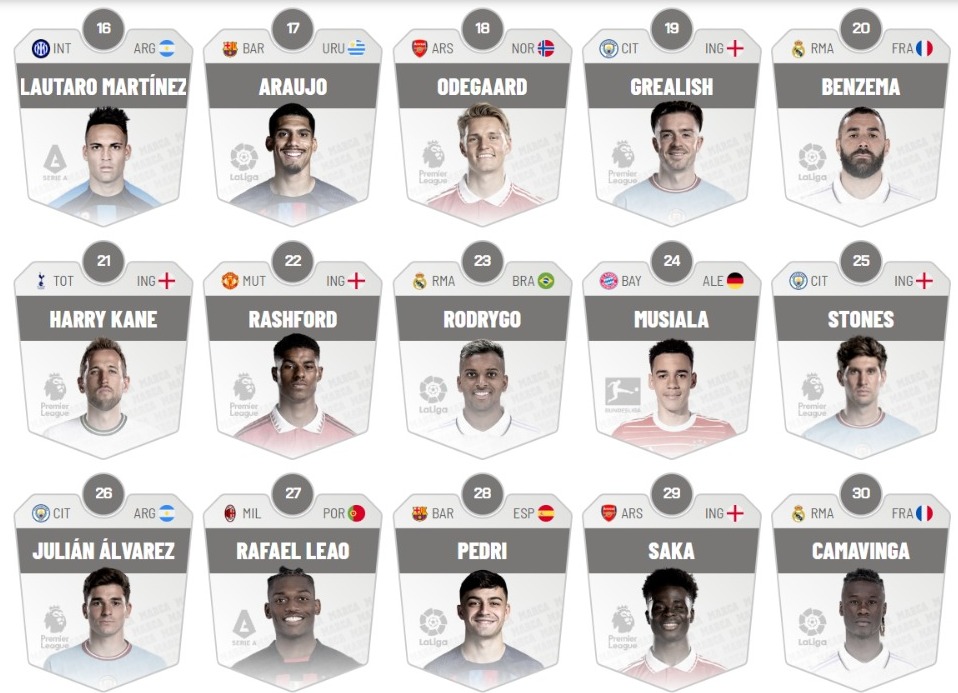 16 17 18 19 20
INT ARG BAR URU ARS NOR CIT ING RMA FRA
LAUTARO MARTÍNEZ ARAUJO ODEGAARD GREALISH BENZEMA
SERIE A LaLiga Premier League Premier League LaLiga
21 22 23 24 25
TOT ING MUT ING RMA BRA BAY ALE CIT ING
HARRY KANE RASHFORD RODRYGO MUSIALA STONES
Premier League Premier League LaLiga BUNDESLIGA Premier League
26 27 28 29 30
CIT ARG MIL POR BAR ESP ARS ING RMA FRA
JULIÁN ÁLVAREZ RAFAEL LEAO PEDRI SAKA CAMAVINGA
Premier League SERIE A LaLiga Premier League LaLiga